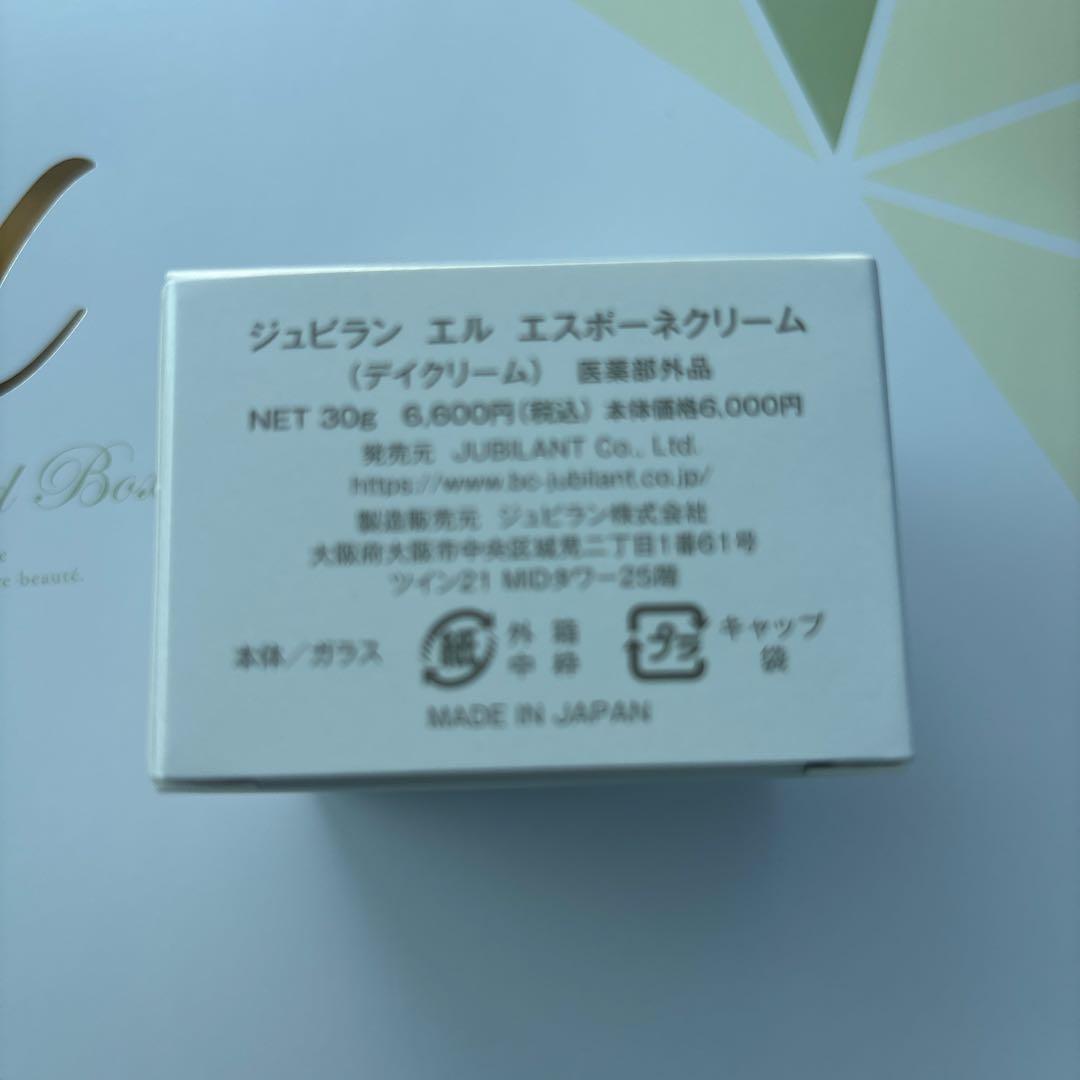 ジュビラン エル エスポーネクリーム
(デイクリーム) 医薬部外品
NET 30g 6,600円(税込) 本体価格6,000円
発売元 JUBILANT Co., Ltd.
https://www.bc-jubilant.co.jp/
製造販売元 ジュビラン株式会社
大阪府大阪市中央区城見二丁目1番61号
ツイン21 MIDタワー25階
本体/ガラス 紙 外箱 中枠 プラ キャップ 袋
MADE IN JAPAN
Box
beauté.